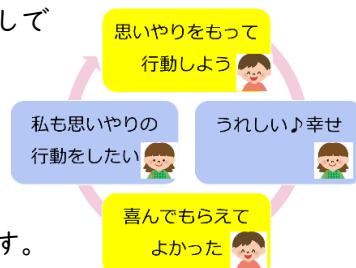 しで
思いやりをもって
行動しよう
私も思いやりの
行動をしたい
うれしい♪幸せ
喜んでもらえて
よかった
す。